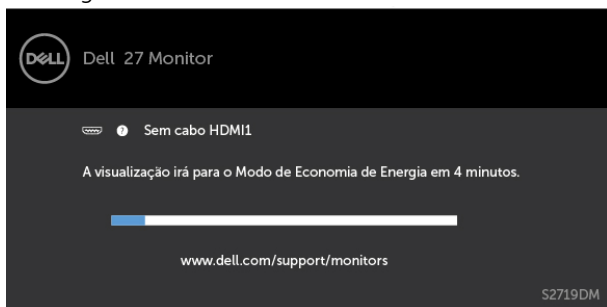 DELL
Dell 27 Monitor
? Sem cabo HDMI1
A visualização irá para o Modo de Economia de Energia em 4 minutos.
www.dell.com/support/monitors
S2719DM